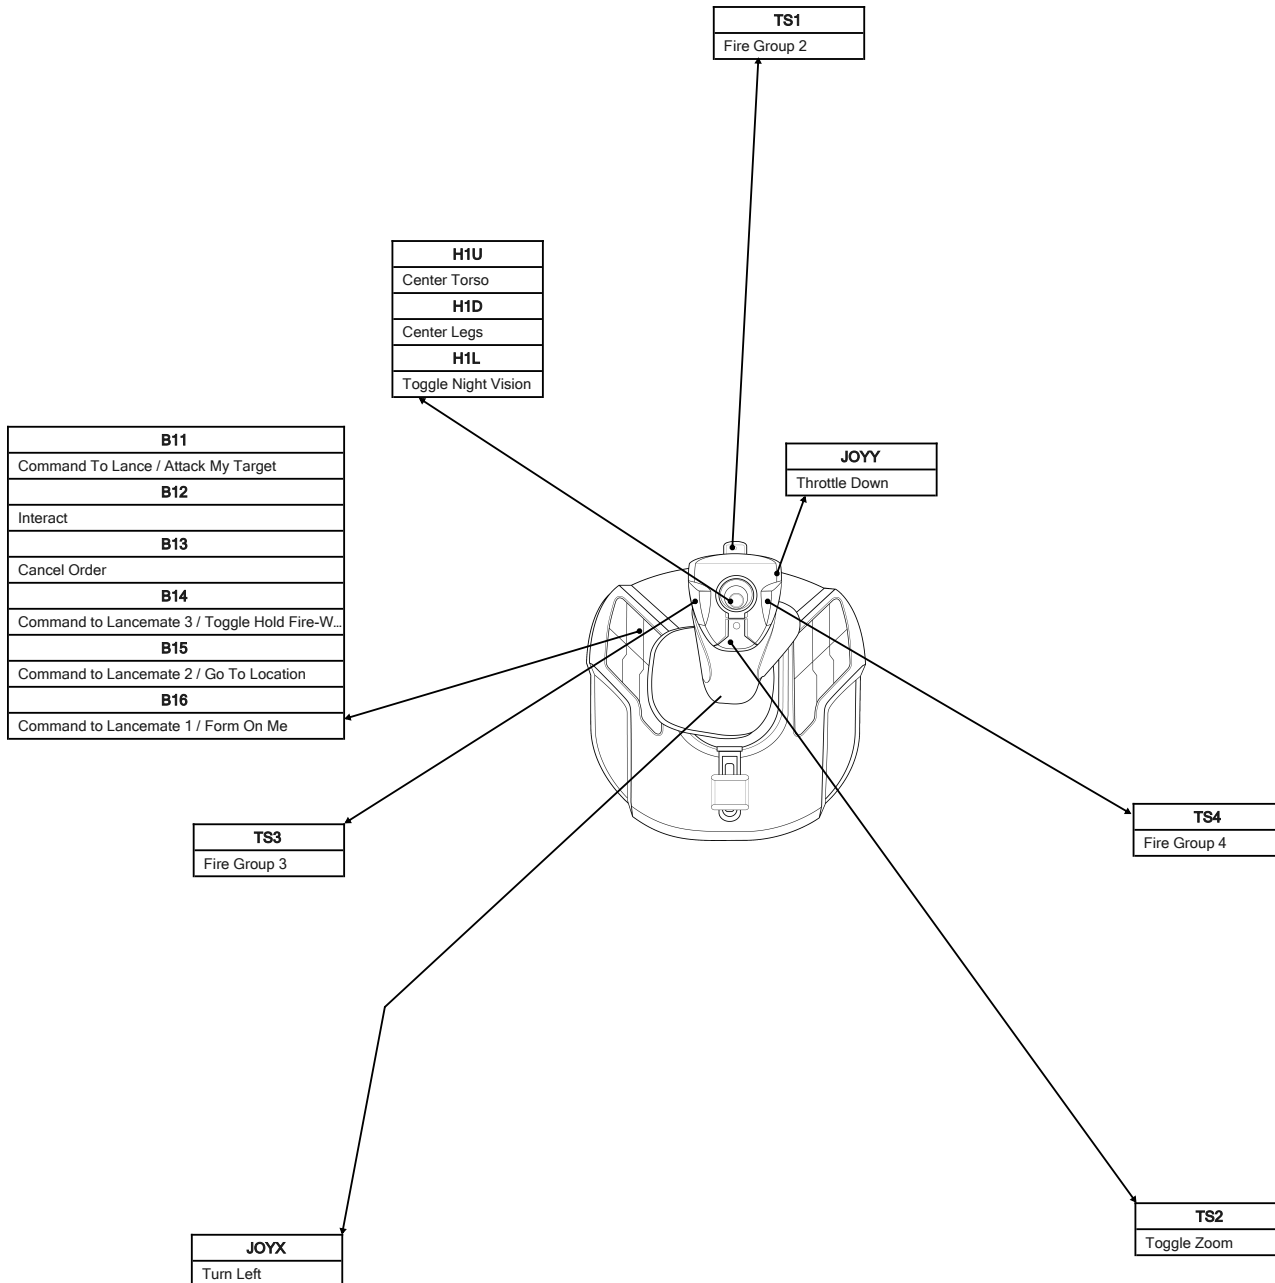 TS1
Fire Group 2
H1U
Center Torso
H1D
Center Legs
H1L
Toggle Night Vision
B11
Command To Lance / Attack My Target
B12
Interact
B13
Cancel Order
B14
Command to Lancemate 3 / Toggle Hold Fire-W...
B15
Command to Lancemate 2 / Go To Location
B16
Command to Lancemate 1 / Form On Me
JOYY
Throttle Down
TS3
Fire Group 3
TS4
Fire Group 4
JOYX
Turn Left
TS2
Toggle Zoom